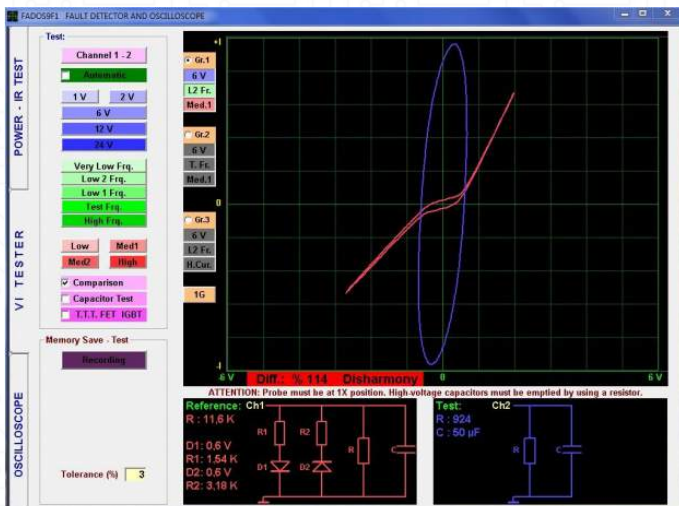 FADOS9F1 FAULT DETECTOR AND OSCILLOSCOPE
POWER - IR TEST
VI TESTER
OSCILLOSCOPE
Test:
Channel 1 - 2
Automatic
1 V
2 V
6 V
12 V
24 V
Very Low Frq.
Low 2 Frq.
Low 1 Frq.
Test Frq.
High Frq.
Low
Med1
Med2
High
Comparison
Capacitor Test
T.T.T. FET IGBT
Memory Save - Test
Recording
Tolerance (%) 3
Gr.1
6 V
L2 Fr.
Med.1
Gr.2
6 V
T. Fr.
Med.1
Gr.3
6 V
L2 Fr.
H.Cur.
1G
+1
0
-1
-6 V
0
6 V
Diff.: % 114 Disharmony
ATTENTION: Probe must be at 1X position. High-voltage capacitors must be emptied by using a resistor.
Reference: Ch1
R : 11,6 K
D1: 0,6 V
R1: 1,54 K
D2: 0,6 V
R2: 3,18 K
R1
R2
R
C
D1
D2
Test: Ch2
R : 924
C : 50 µF
R
C